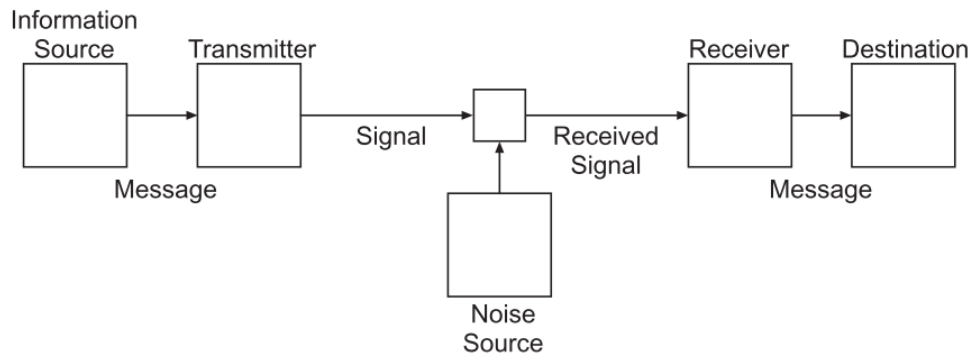 Information
Source
Transmitter
Receiver
Destination
Signal
Received
Signal
Message
Message
Noise
Source